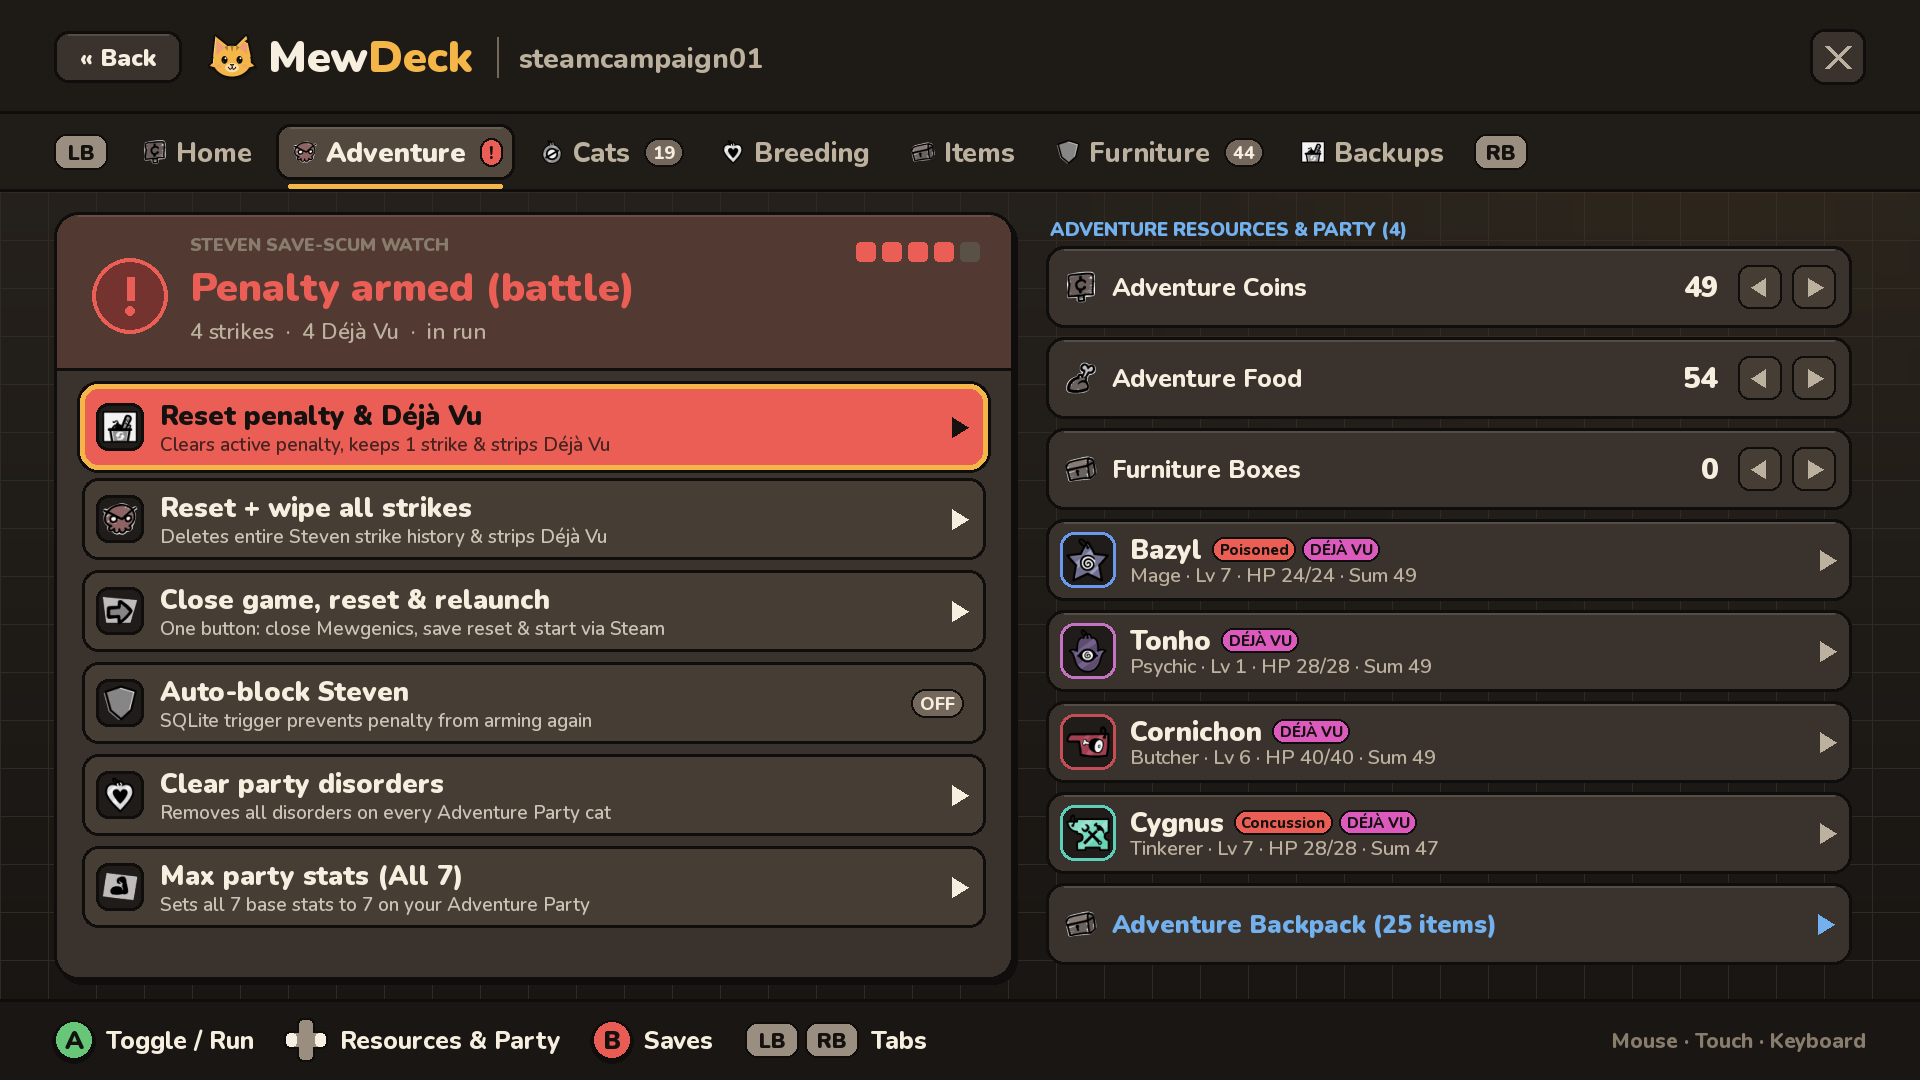 « Back
MewDeck
steamcampaign01
LB
Home
Adventure !
Cats 19
Breeding
Items
Furniture 44
Backups
RB
STEVEN SAVE-SCUM WATCH
Penalty armed (battle)
4 strikes · 4 Déjà Vu · in run
Reset penalty & Déjà Vu
Clears active penalty, keeps 1 strike & strips Déjà Vu
Reset + wipe all strikes
Deletes entire Steven strike history & strips Déjà Vu
Close game, reset & relaunch
One button: close Mewgenics, save reset & start via Steam
Auto-block Steven
SQLite trigger prevents penalty from arming again
OFF
Clear party disorders
Removes all disorders on every Adventure Party cat
Max party stats (All 7)
Sets all 7 base stats to 7 on your Adventure Party
ADVENTURE RESOURCES & PARTY (4)
Adventure Coins 49
Adventure Food 54
Furniture Boxes 0
Bazyl Poisoned DÉJÀ VU
Mage · Lv 7 · HP 24/24 · Sum 49
Tonho DÉJÀ VU
Psychic · Lv 1 · HP 28/28 · Sum 49
Cornichon DÉJÀ VU
Butcher · Lv 6 · HP 40/40 · Sum 49
Cygnus Concussion DÉJÀ VU
Tinkerer · Lv 7 · HP 28/28 · Sum 47
Adventure Backpack (25 items)
A Toggle / Run
Resources & Party
B Saves
LB RB Tabs
Mouse · Touch · Keyboard